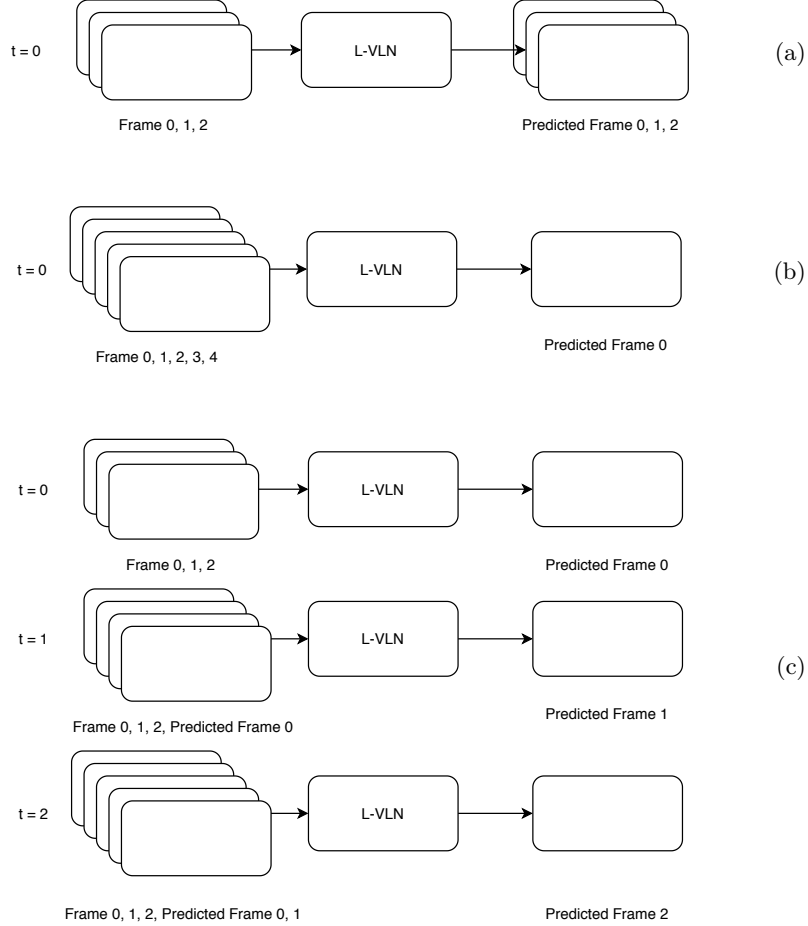 t = 0
L-VLN
(a)
Frame 0, 1, 2
Predicted Frame 0, 1, 2
t = 0
L-VLN
(b)
Frame 0, 1, 2, 3, 4
Predicted Frame 0
t = 0
L-VLN
Frame 0, 1, 2
Predicted Frame 0
t = 1
L-VLN
(c)
Frame 0, 1, 2, Predicted Frame 0
Predicted Frame 1
t = 2
L-VLN
Frame 0, 1, 2, Predicted Frame 0, 1
Predicted Frame 2